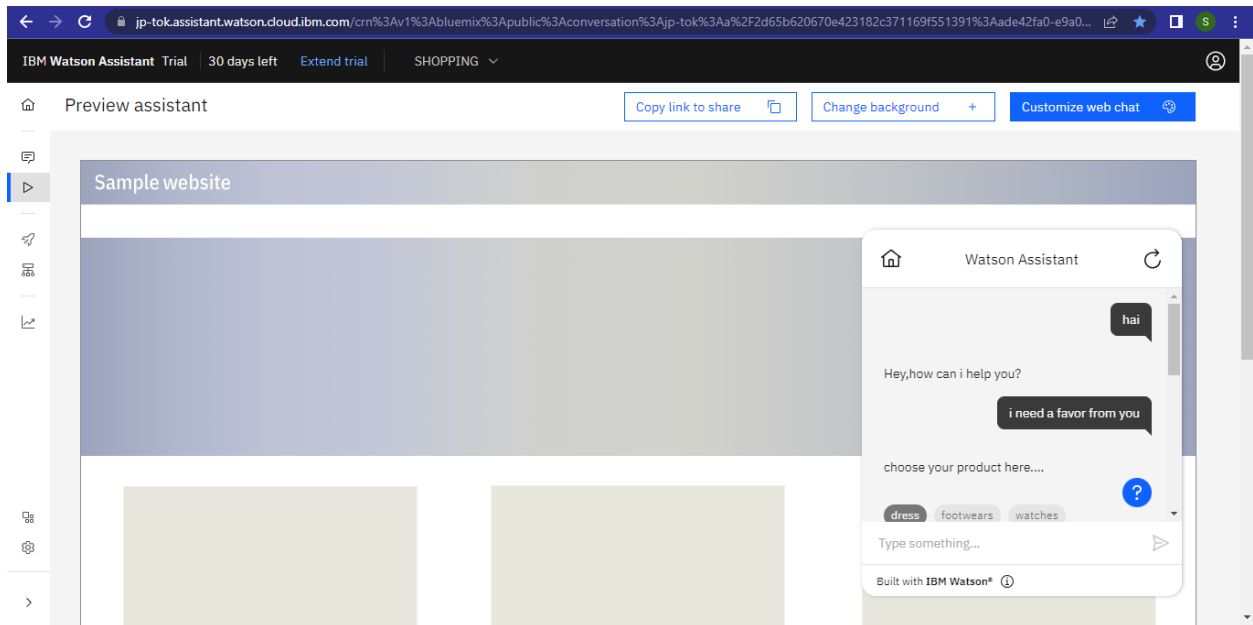 jp-tok.assistant.watson.cloud.ibm.com/crn%3Av1%3Abluemix%3Apublic%3Aconversation%3Ajp-tok%3Aa%2F2d65b620670e423182c371169f551391%3Aade42fa0-e9a0...
S
IBM Watson Assistant Trial 30 days left Extend trial SHOPPING
Preview assistant Copy link to share Change background + Customize web chat
Sample website
Watson Assistant
hai
Hey,how can i help you?
i need a favor from you
choose your product here....
?
dress footwears watches
Type something...
Built with IBM Watson®